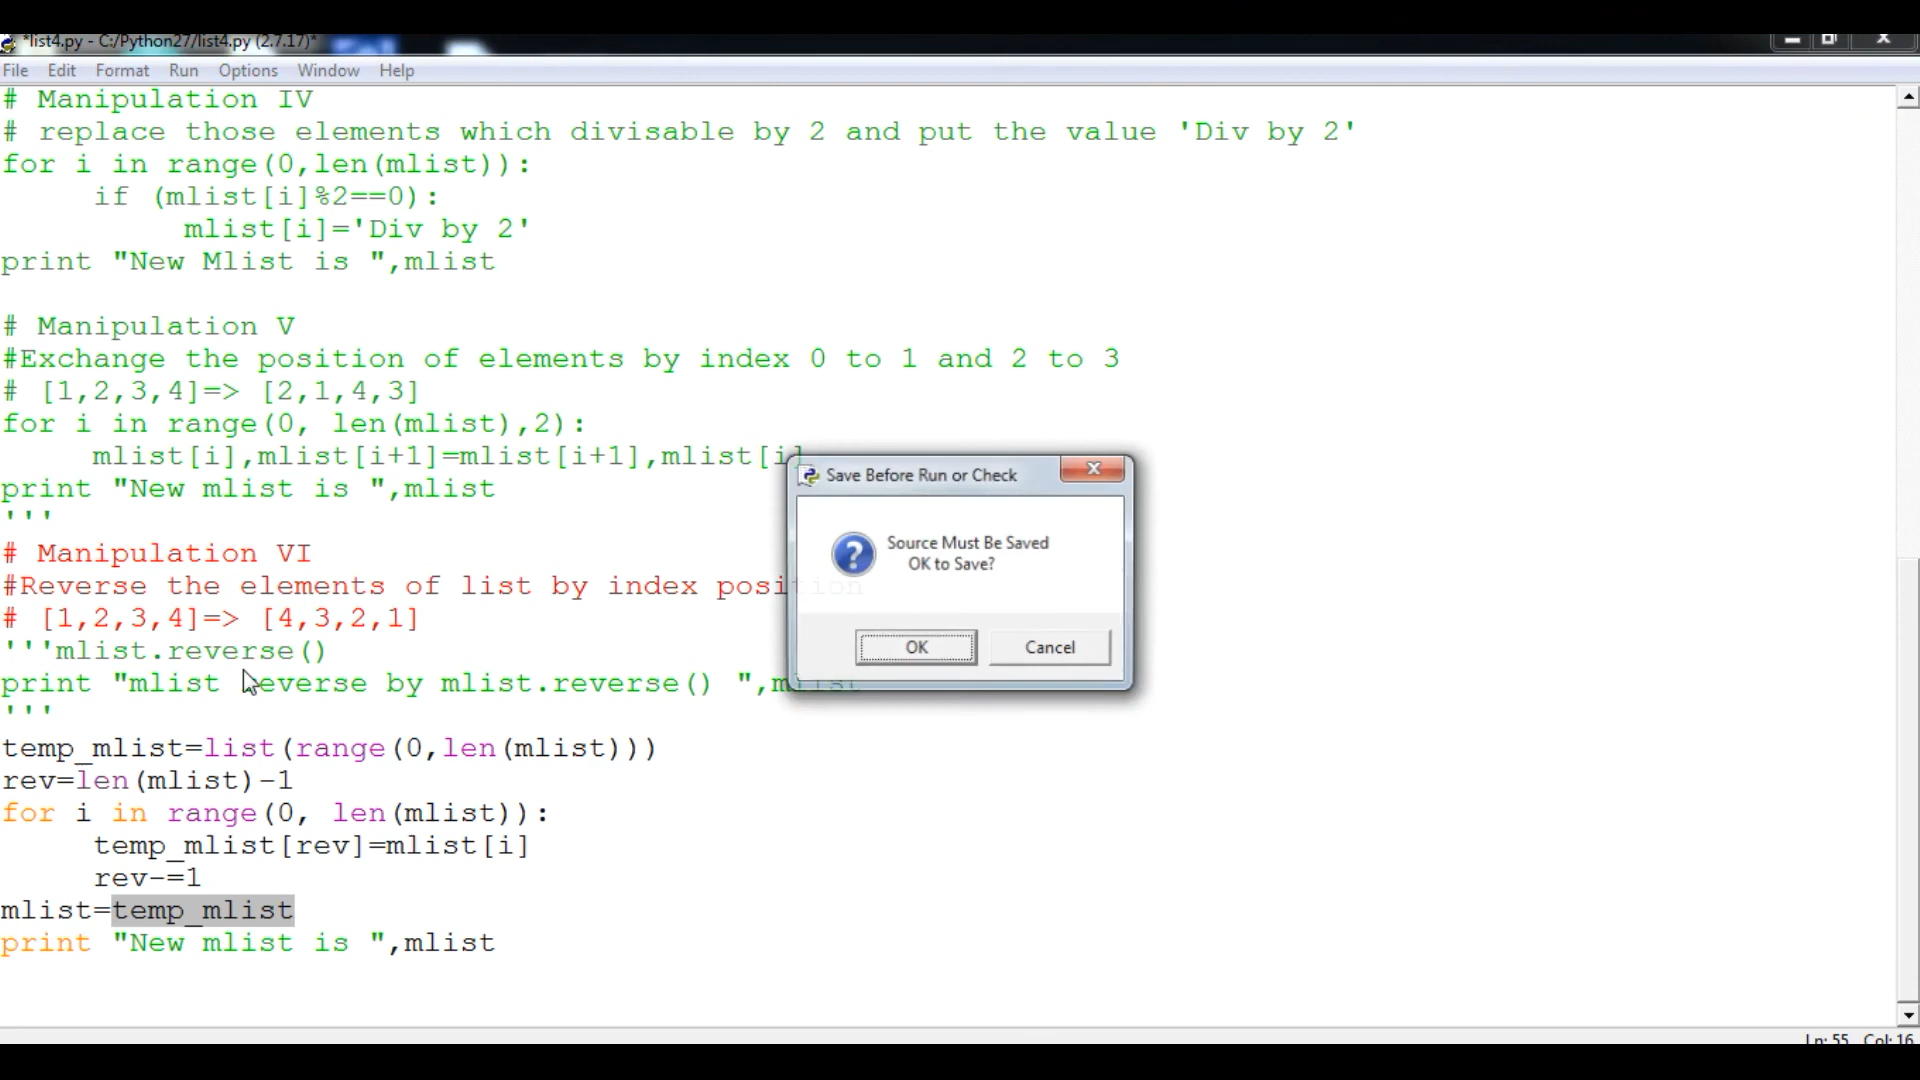 *list4.py - C:/Python27/list4.py (2.7.17)*
File Edit Format Run Options Window Help
# Manipulation IV
# replace those elements which divisable by 2 and put the value 'Div by 2'
for i in range(0,len(mlist)):
if (mlist[i]%2==0):
mlist[i]='Div by 2'
print "New Mlist is ",mlist
# Manipulation V
#Exchange the position of elements by index 0 to 1 and 2 to 3
# [1,2,3,4]=> [2,1,4,3]
for i in range(0, len(mlist),2):
mlist[i],mlist[i+1]=mlist[i+1],mlist[i]
print "New mlist is ",mlist
'''
# Manipulation VI
#Reverse the elements of list by index position
# [1,2,3,4]=> [4,3,2,1]
'''mlist.reverse()
print "mlist reverse by mlist.reverse() ",mlist
'''
temp_mlist=list(range(0,len(mlist)))
rev=len(mlist)-1
for i in range(0, len(mlist)):
temp_mlist[rev]=mlist[i]
rev-=1
mlist=temp_mlist
print "New mlist is ",mlist
Save Before Run or Check
Source Must Be Saved
OK to Save?
OK Cancel
Ln: 55 Col: 16